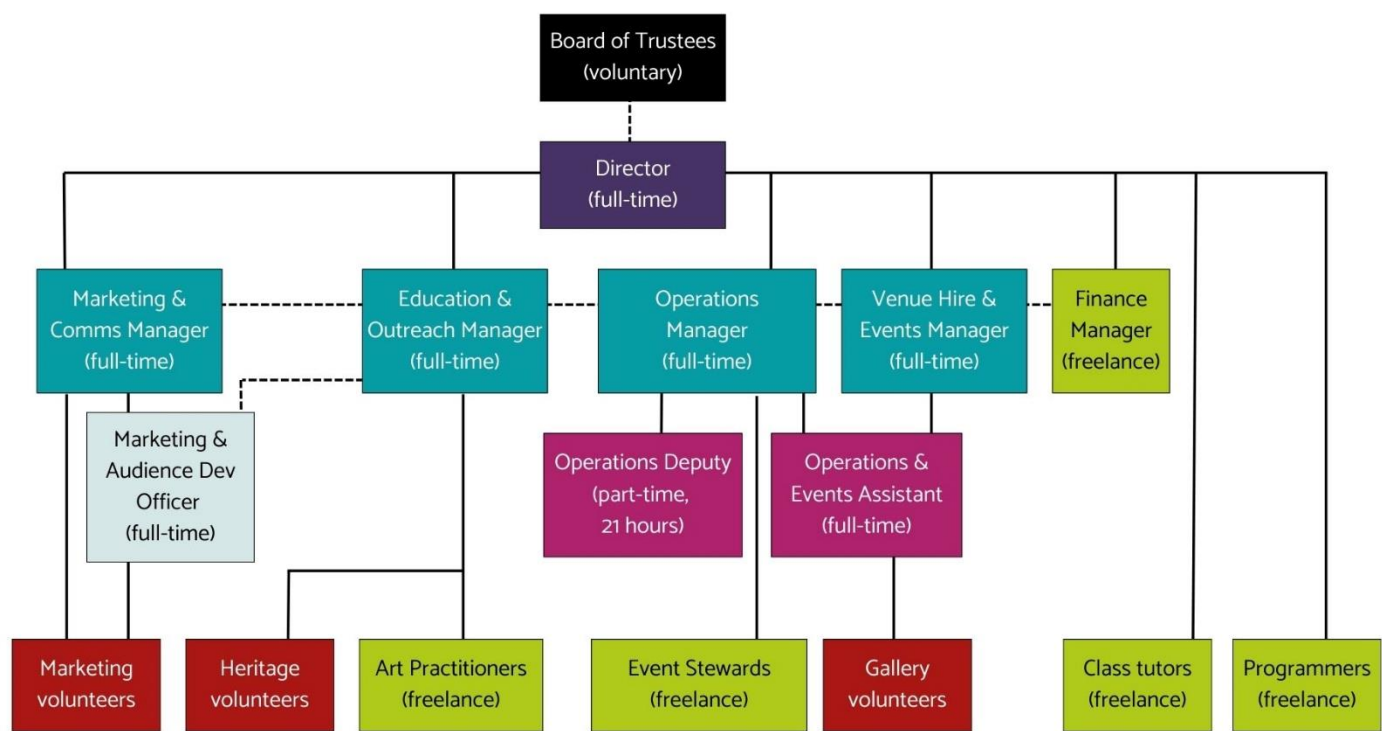 Board of Trustees
(voluntary)
Director
(full-time)
Marketing &
Comms Manager
(full-time)
Education &
Outreach Manager
(full-time)
Operations
Manager
(full-time)
Venue Hire &
Events Manager
(full-time)
Finance
Manager
(freelance)
Marketing &
Audience Dev
Officer
(full-time)
Operations Deputy
(part-time,
21 hours)
Operations &
Events Assistant
(full-time)
Marketing
volunteers
Heritage
volunteers
Art Practitioners
(freelance)
Event Stewards
(freelance)
Gallery
volunteers
Class tutors
(freelance)
Programmers
(freelance)